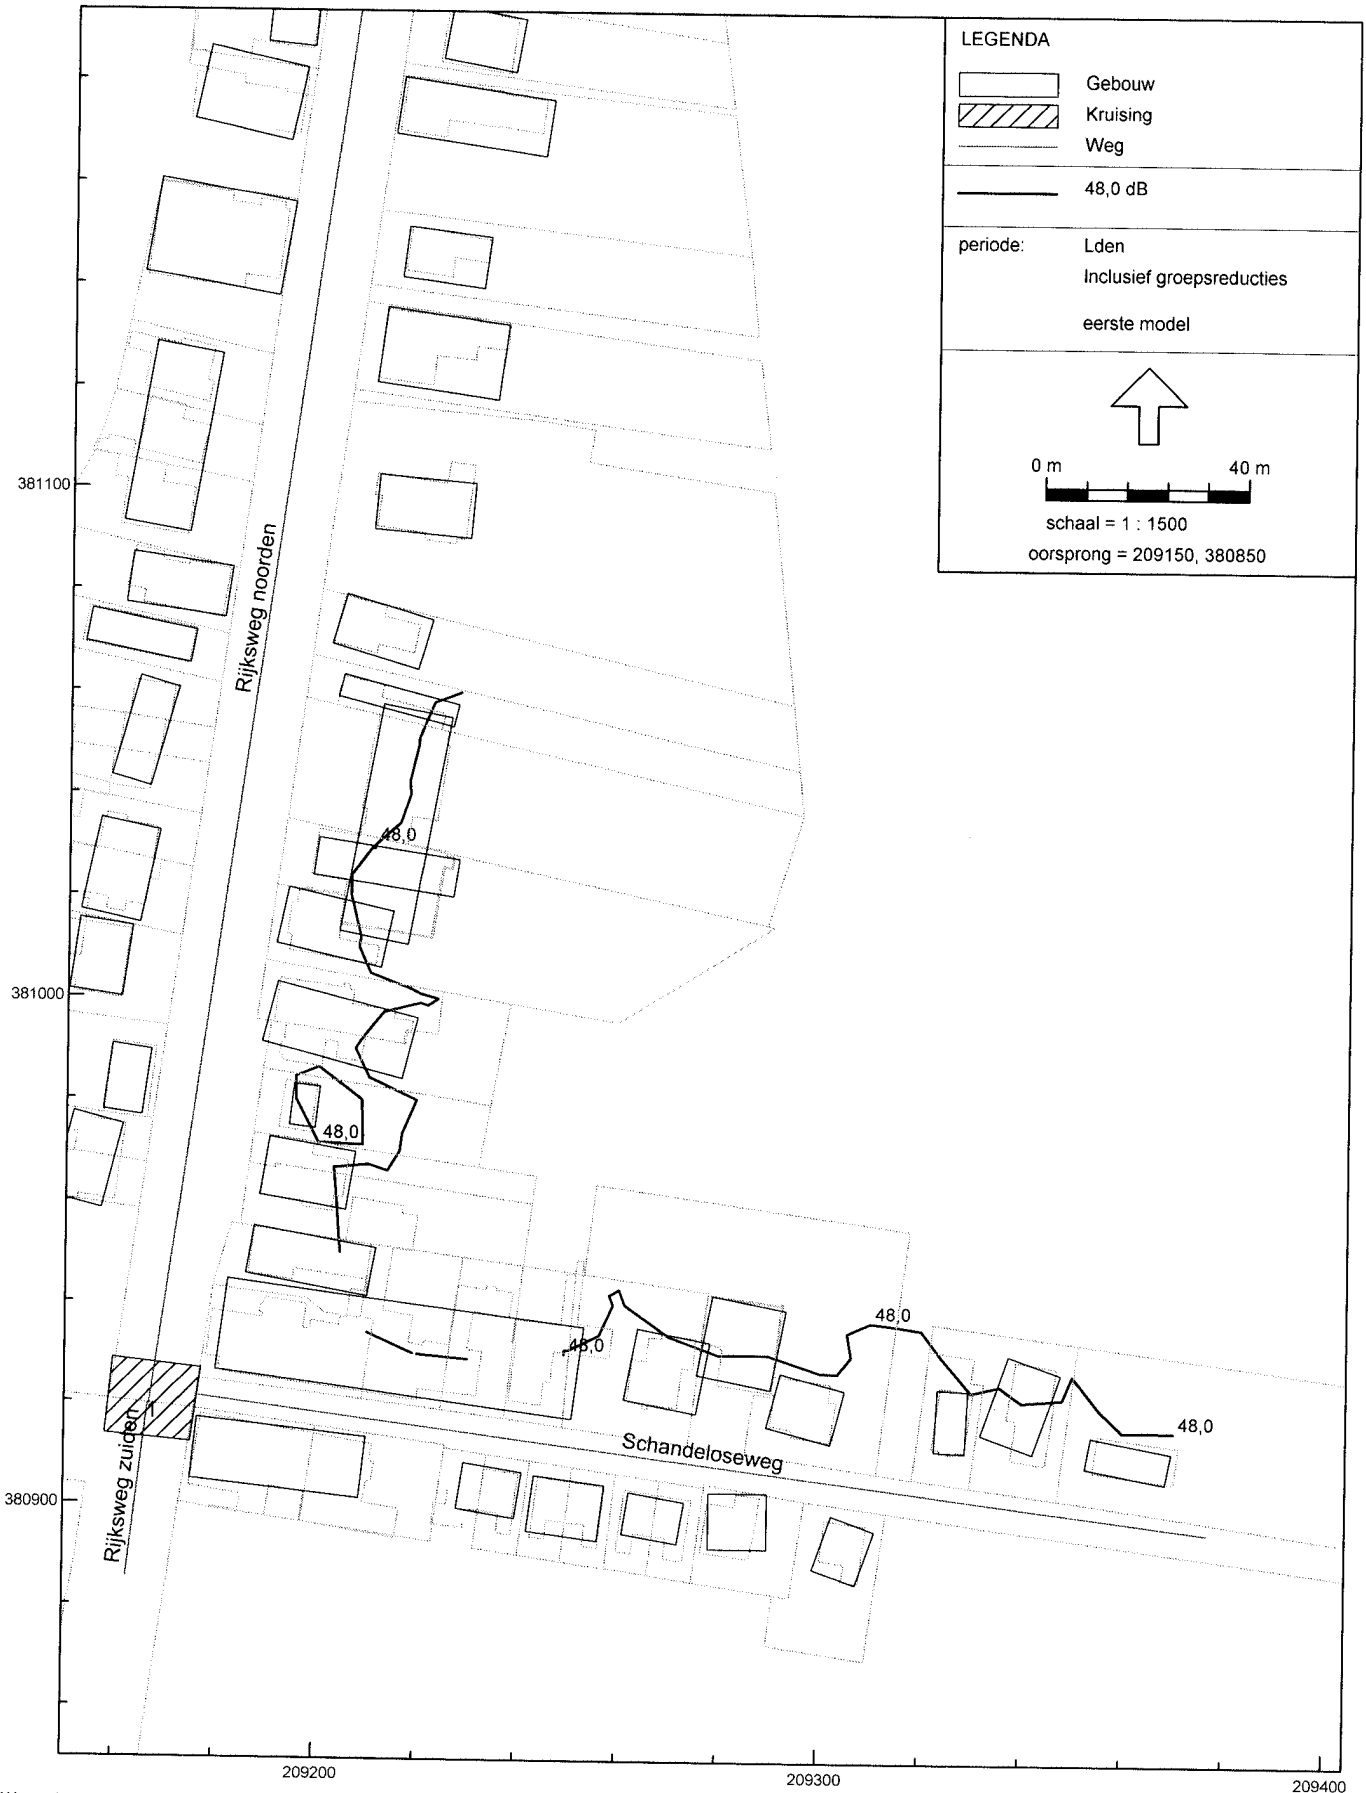 LEGENDA
Gebouw
Kruising
Weg
48,0 dB
periode: Lden
Inclusief groepsreducties
eerste model
0 m 40 m
schaal = 1 : 1500
oorsprong = 209150, 380850
381100
Rijksweg noorden
48,0
381000
48,0
48,0
48,0
48,0
Schandeloseweg
Rijksweg zuiden
380900
209200
209300
209400